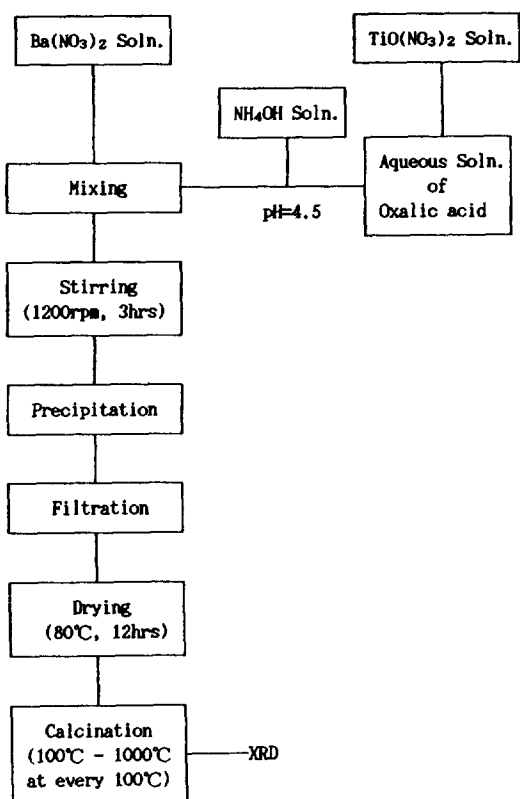 Ba(NO₃)₂ Soln.
TiO(NO₃)₂ Soln.
NH₄OH Soln.
Aqueous Soln.
of
Oxalic acid
Mixing
pH=4.5
Stirring
(1200rpm, 3hrs)
Precipitation
Filtration
Drying
(80℃, 12hrs)
Calcination
(100℃ - 1000℃
at every 100℃)
XRD